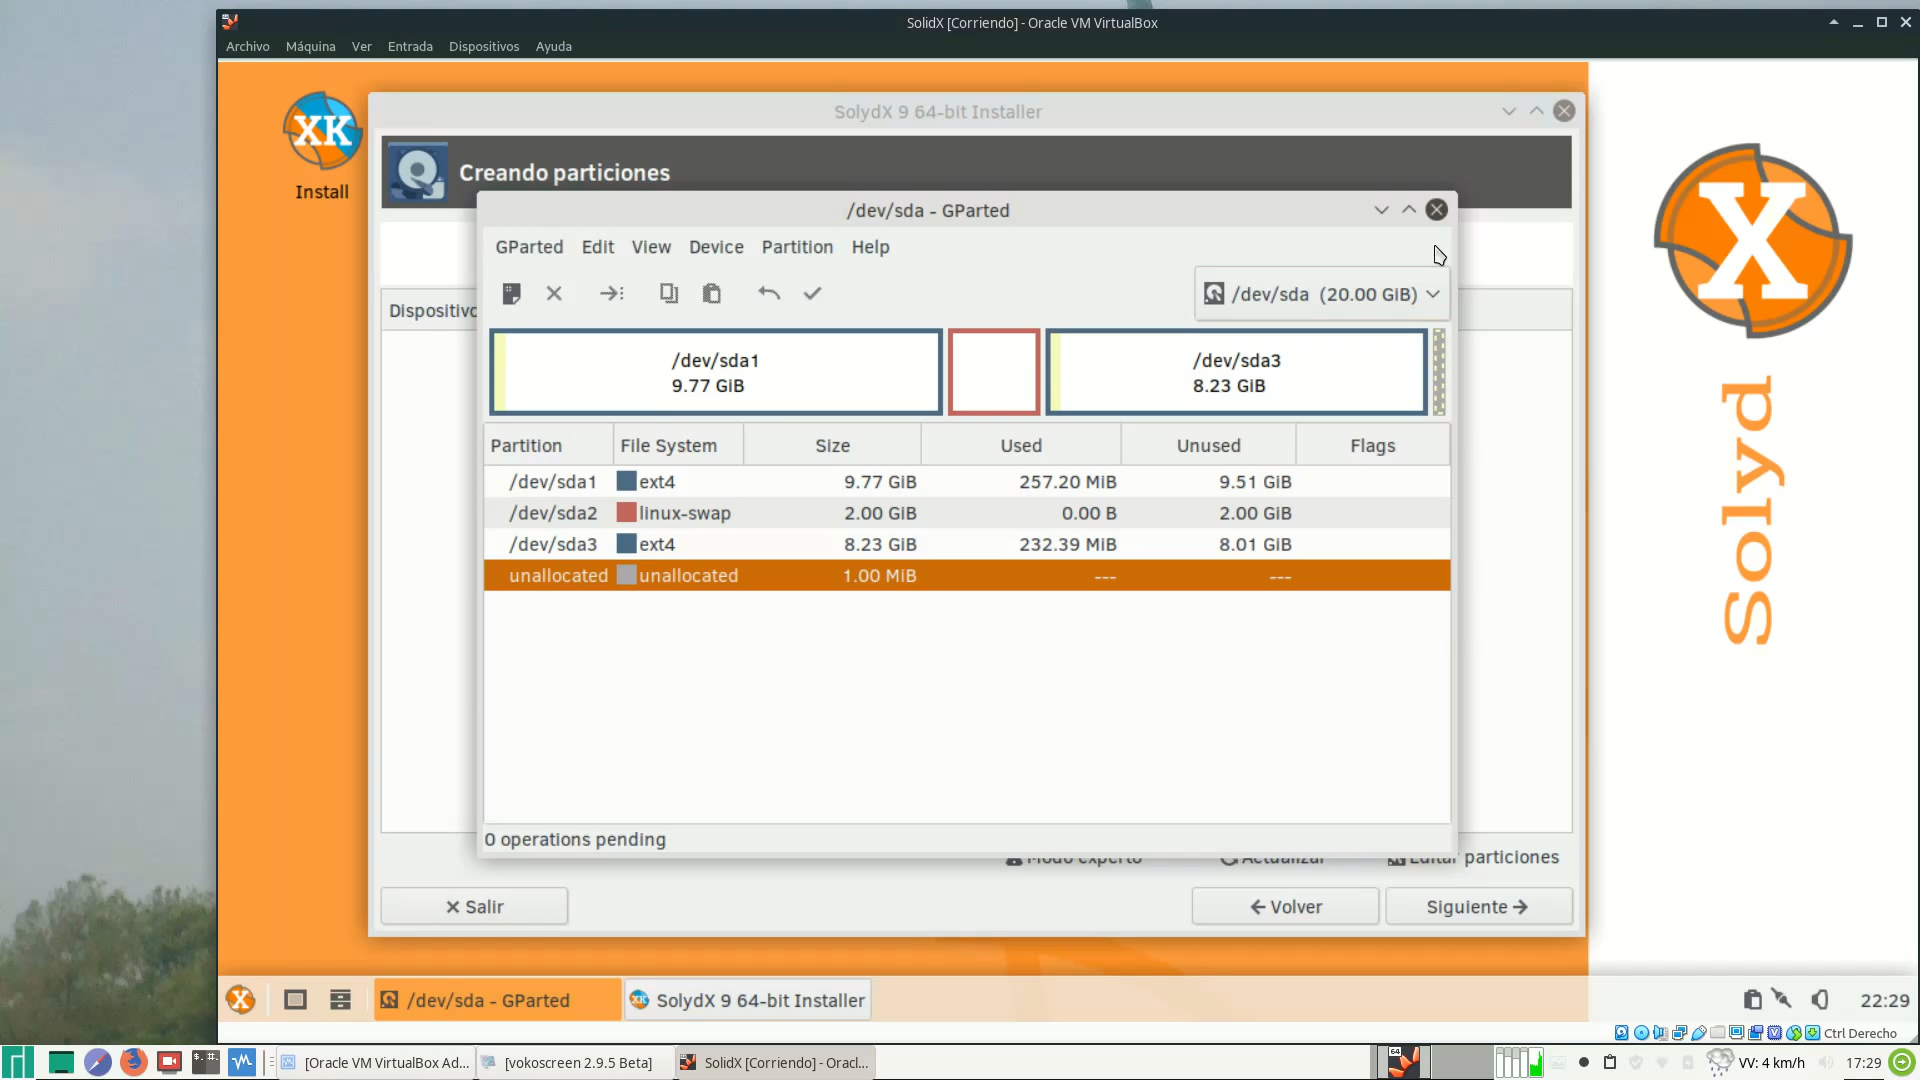 SolidX [Corriendo] - Oracle VM VirtualBox
Archivo Máquina Ver Entrada Dispositivos Ayuda
XK
Install
SolydX 9 64-bit Installer
Creando particiones
/dev/sda - GParted
GParted Edit View Device Partition Help
/dev/sda (20.00 GiB)
Dispositivo
/dev/sda1
9.77 GiB
/dev/sda3
8.23 GiB
Partition File System Size Used Unused Flags
/dev/sda1 ext4 9.77 GiB 257.20 MiB 9.51 GiB
/dev/sda2 linux-swap 2.00 GiB 0.00 B 2.00 GiB
/dev/sda3 ext4 8.23 GiB 232.39 MiB 8.01 GiB
unallocated unallocated 1.00 MiB --- ---
0 operations pending
Modo experto Actualizar Editar particiones
Salir Volver Siguiente
X
Solyd
/dev/sda - GParted SolydX 9 64-bit Installer 22:29
Ctrl Derecho
[Oracle VM VirtualBox Ad... [vokoscreen 2.9.5 Beta] SolidX [Corriendo] - Oracl... 64 VV: 4 km/h 17:29